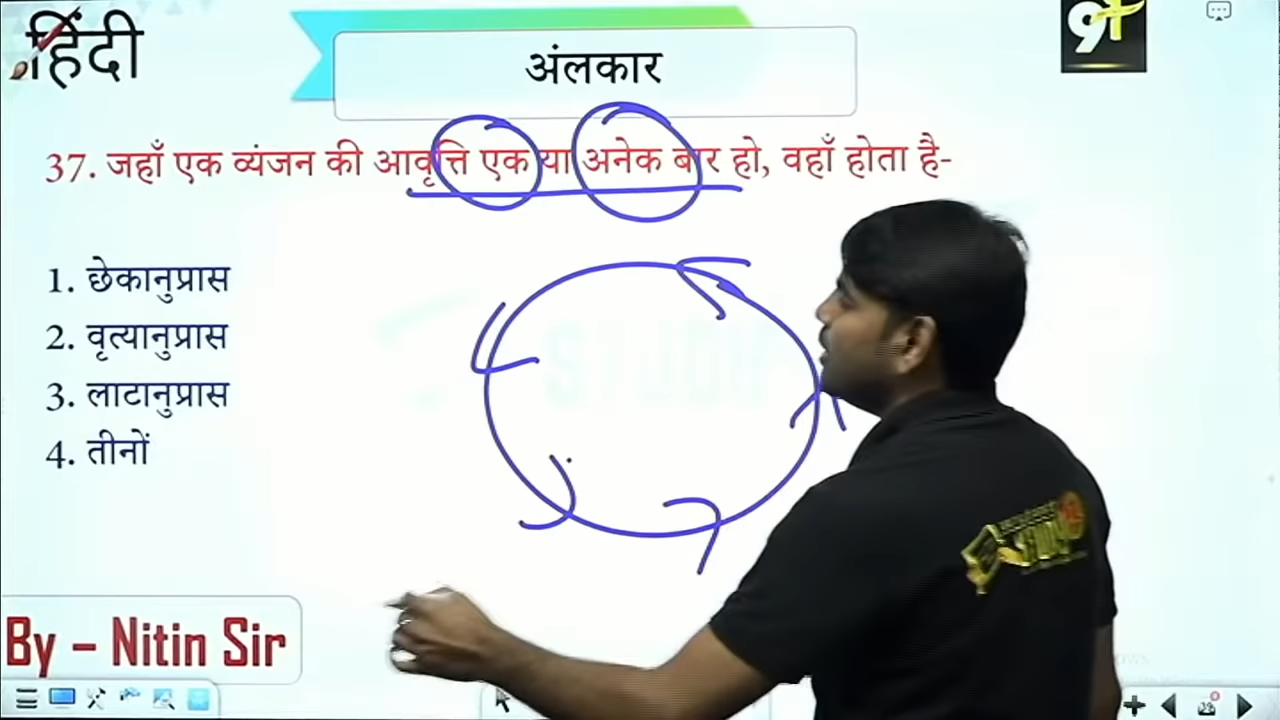 हिंदी
अंलकार
37. जहाँ एक व्यंजन की आवृत्ति एक या अनेक बार हो, वहाँ होता है-
1. छेकानुप्रास
2. वृत्यानुप्रास
3. लाटानुप्रास
4. तीनों
By – Nitin Sir